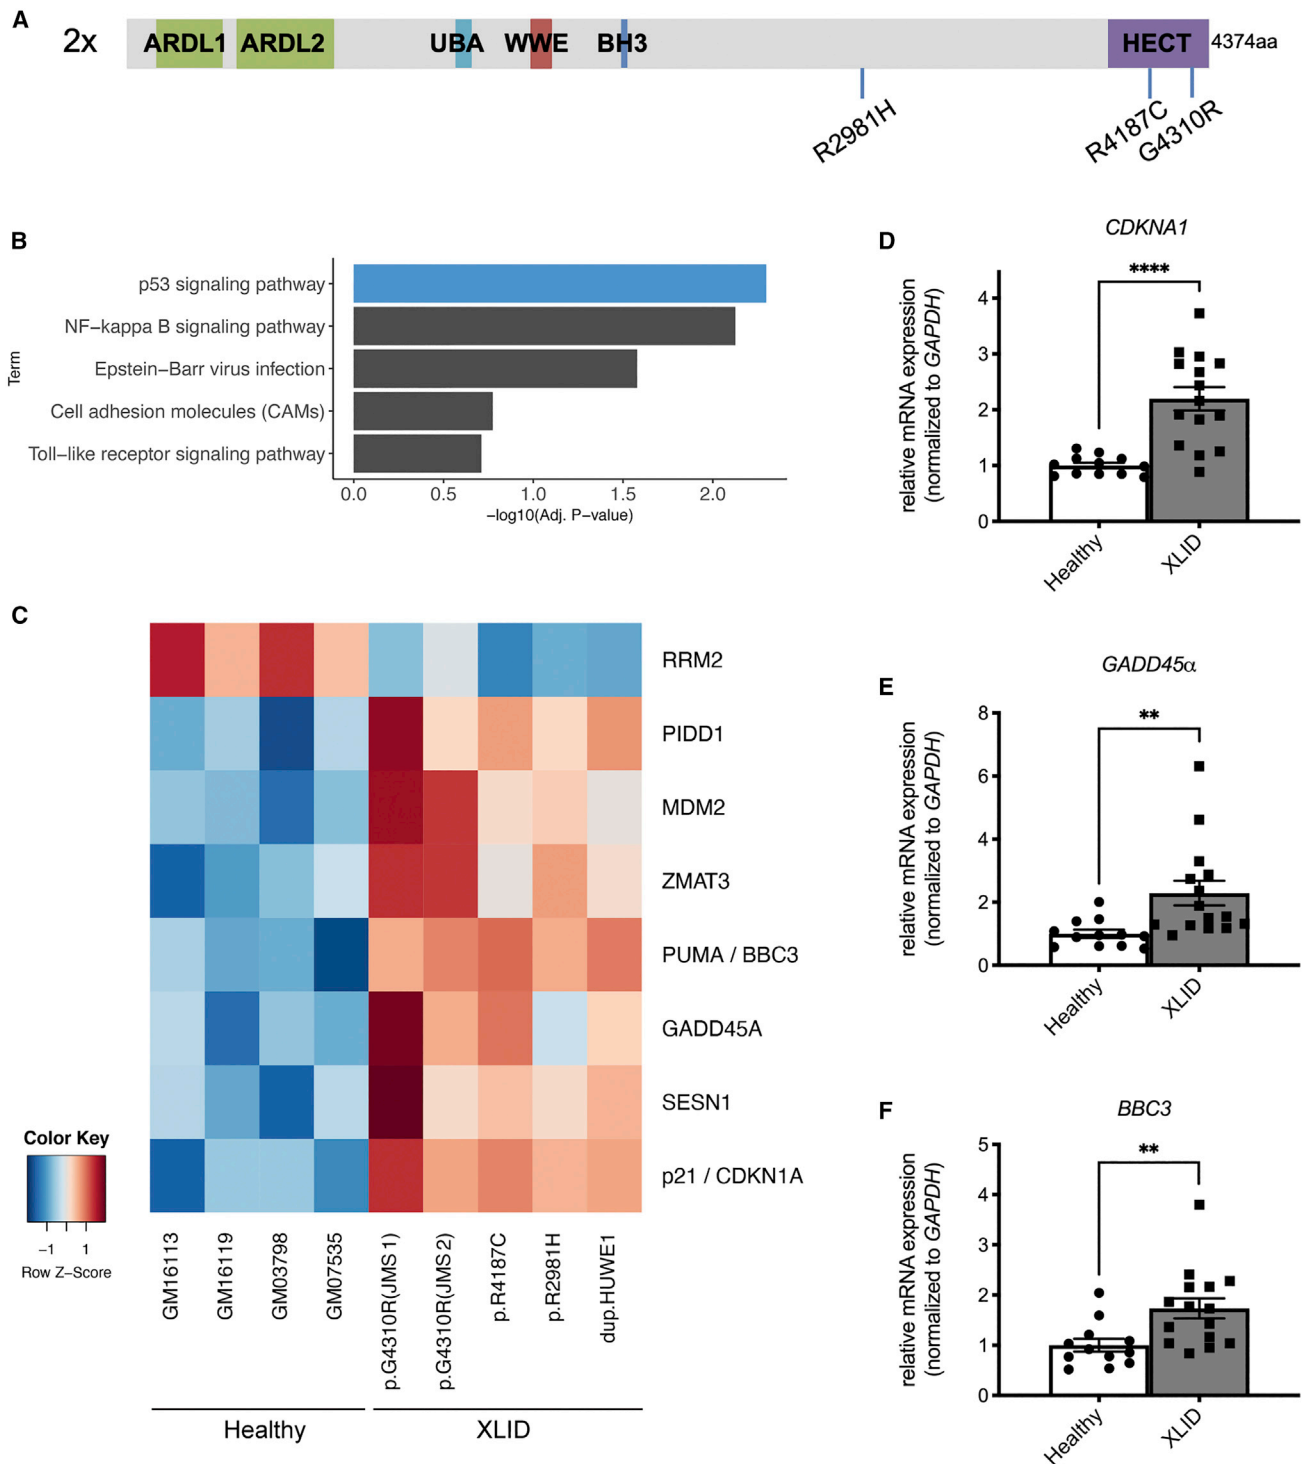 A
2x
ARDL1 ARDL2 UBA WWE BH3 HECT 4374aa
R2981H R4187C G4310R
B
Term
p53 signaling pathway
NF–kappa B signaling pathway
Epstein–Barr virus infection
Cell adhesion molecules (CAMs)
Toll–like receptor signaling pathway
0.0 0.5 1.0 1.5 2.0
−log10(Adj. P−value)
C
RRM2
PIDD1
MDM2
ZMAT3
PUMA / BBC3
GADD45A
SESN1
p21 / CDKN1A
Color Key
−1 1
Row Z−Score
GM16113
GM16119
GM03798
GM07535
p.G4310R(JMS 1)
p.G4310R(JMS 2)
p.R4187C
p.R2981H
dup.HUWE1
Healthy
XLID
D
CDKNA1
relative mRNA expression
(normalized to GAPDH)
****
4
3
2
1
0
Healthy
XLID
E
GADD45α
relative mRNA expression
(normalized to GAPDH)
**
8
6
4
2
0
Healthy
XLID
F
BBC3
relative mRNA expression
(normalized to GAPDH)
**
5
4
3
2
1
0
Healthy
XLID